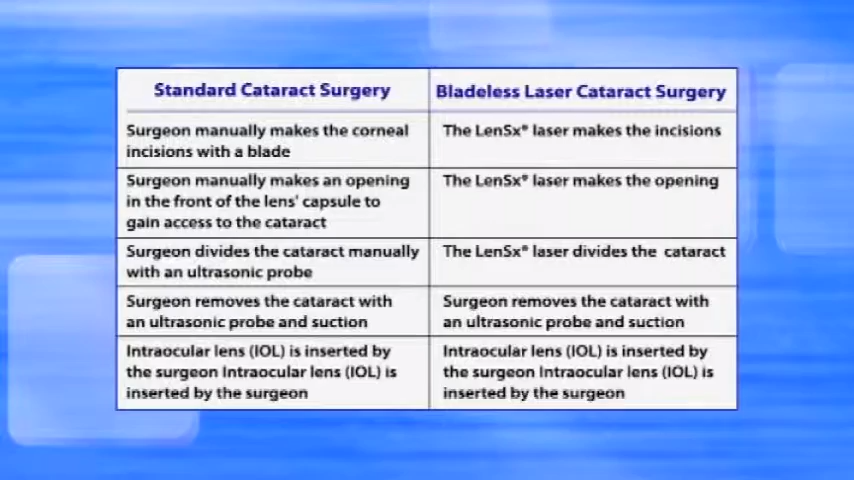 Standard Cataract Surgery
Bladeless Laser Cataract Surgery
Surgeon manually makes the corneal
incisions with a blade
The LenSx® laser makes the incisions
Surgeon manually makes an opening
in the front of the lens' capsule to
gain access to the cataract
The LenSx® laser makes the opening
Surgeon divides the cataract manually
with an ultrasonic probe
The LenSx® laser divides the cataract
Surgeon removes the cataract with
an ultrasonic probe and suction
Surgeon removes the cataract with
an ultrasonic probe and suction
Intraocular lens (IOL) is inserted by
the surgeon Intraocular lens (IOL) is
inserted by the surgeon
Intraocular lens (IOL) is inserted by
the surgeon Intraocular lens (IOL) is
inserted by the surgeon